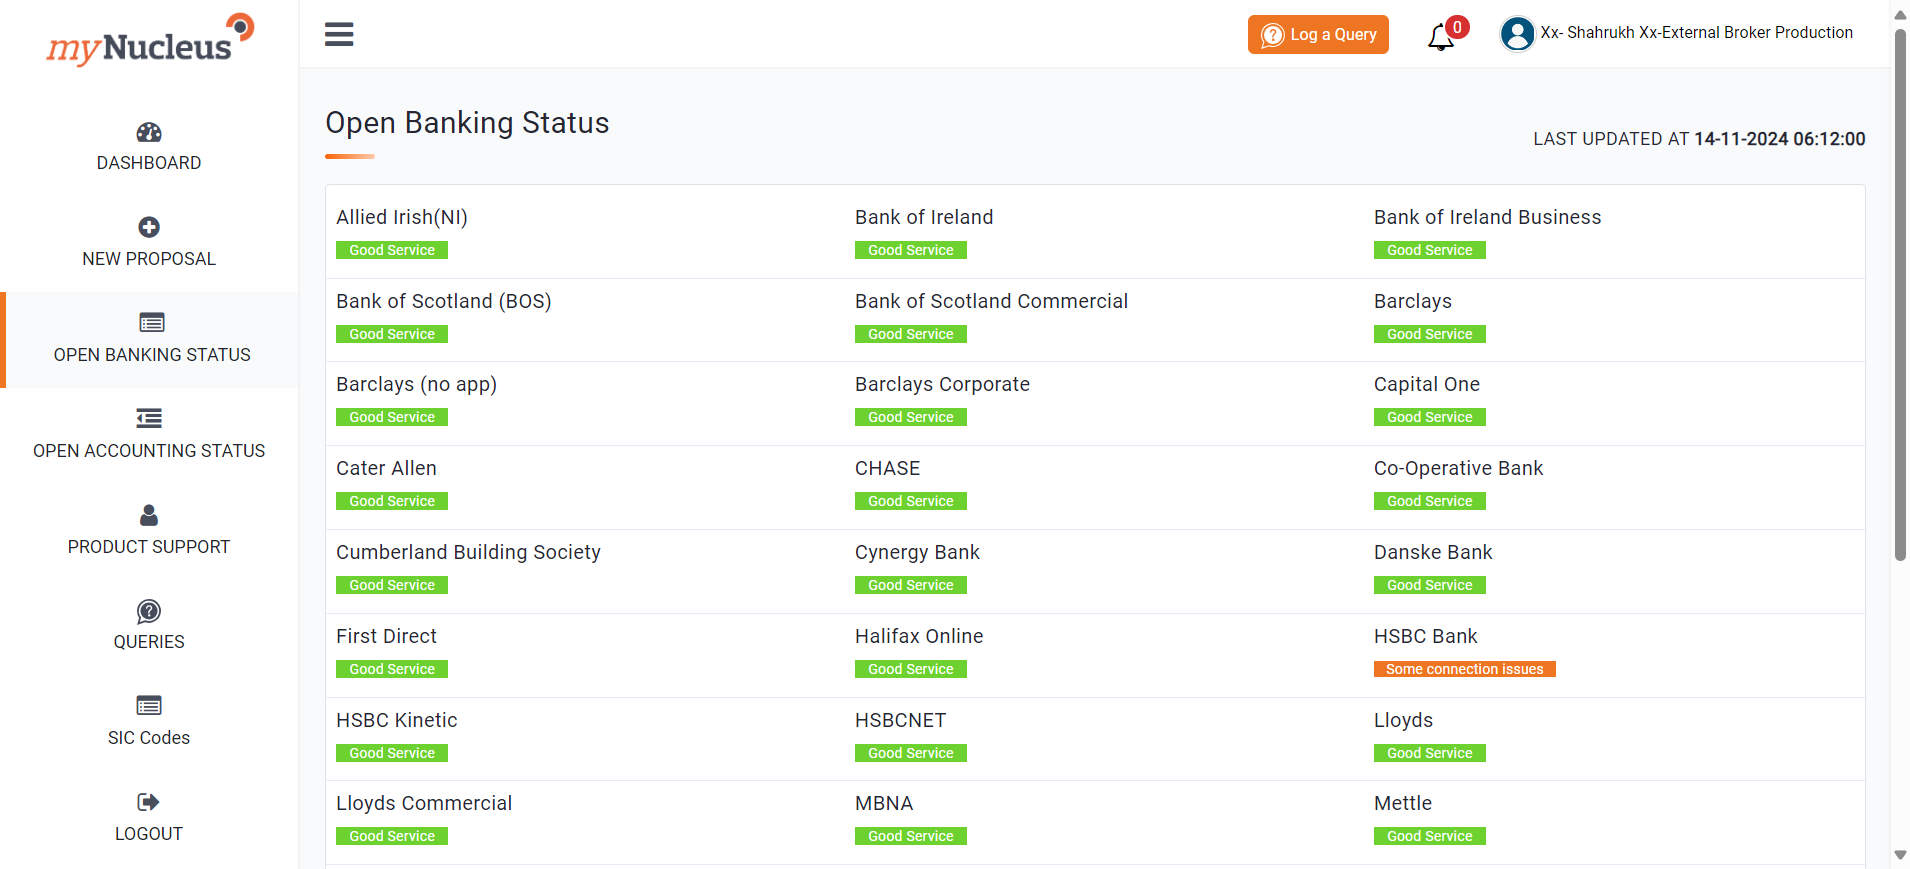 myNucleus
Log a Query
0
Xx- Shahrukh Xx-External Broker Production
DASHBOARD
NEW PROPOSAL
OPEN BANKING STATUS
OPEN ACCOUNTING STATUS
PRODUCT SUPPORT
QUERIES
SIC Codes
LOGOUT
Open Banking Status
LAST UPDATED AT 14-11-2024 06:12:00
Allied Irish(NI) Bank of Ireland Bank of Ireland Business
Good Service Good Service Good Service
Bank of Scotland (BOS) Bank of Scotland Commercial Barclays
Good Service Good Service Good Service
Barclays (no app) Barclays Corporate Capital One
Good Service Good Service Good Service
Cater Allen CHASE Co-Operative Bank
Good Service Good Service Good Service
Cumberland Building Society Cynergy Bank Danske Bank
Good Service Good Service Good Service
First Direct Halifax Online HSBC Bank
Good Service Good Service Some connection issues
HSBC Kinetic HSBCNET Lloyds
Good Service Good Service Good Service
Lloyds Commercial MBNA Mettle
Good Service Good Service Good Service